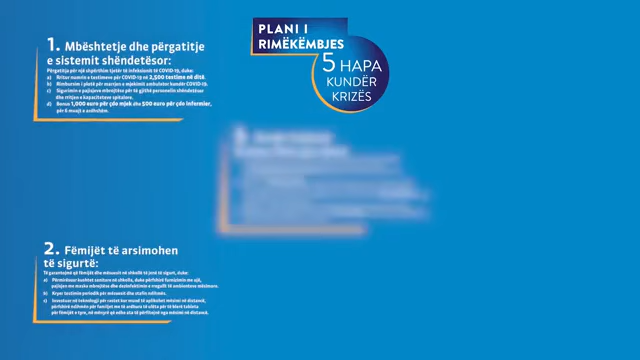 PLANI I
RIMËKËMBJES
5 HAPA
KUNDËR
KRIZËS
1. Mbështetje dhe përgatitje
e sistemit shëndetësor:
Përgatitja për një shpërthim tjetër të infeksionit të COVID-19, duke:
a) Rritur numrin e testimeve për COVID-19 në 2,500 testime në ditë.
b) Rimbursim i plotë për marrjen e mjekimit ambulator kundër COVID-19.
c) Sigurimin e pajisjeve mbrojtëse për të gjithë personelin shëndetësor
dhe rritjen e kapaciteteve spitalore.
d) Bonus 1,000 euro për çdo mjek dhe 500 euro për çdo infermier,
për 6 muajt e ardhshëm.
2. Fëmijët të arsimohen
të sigurtë:
Të garantojmë që fëmijët dhe mësuesit në shkollë të jenë të sigurt, duke:
a) Përmirësuar kushtet sanitare në shkolla, duke përfshirë furnizimin me ujë,
pajisjen me maska mbrojtëse dhe dezinfektimin e rregullt të ambienteve mësimore.
b) Kryer testimin periodik për mësuesit dhe stafin ndihmës.
c) Investuar në teknologji për rastet kur mund të aplikohet mësimi në distancë,
përfshirë ndihmën për familjet me të ardhura të ulëta për të blerë tableta
për fëmijët e tyre, në mënyrë që edhe ata të përfitojnë nga mësimi në distancë.